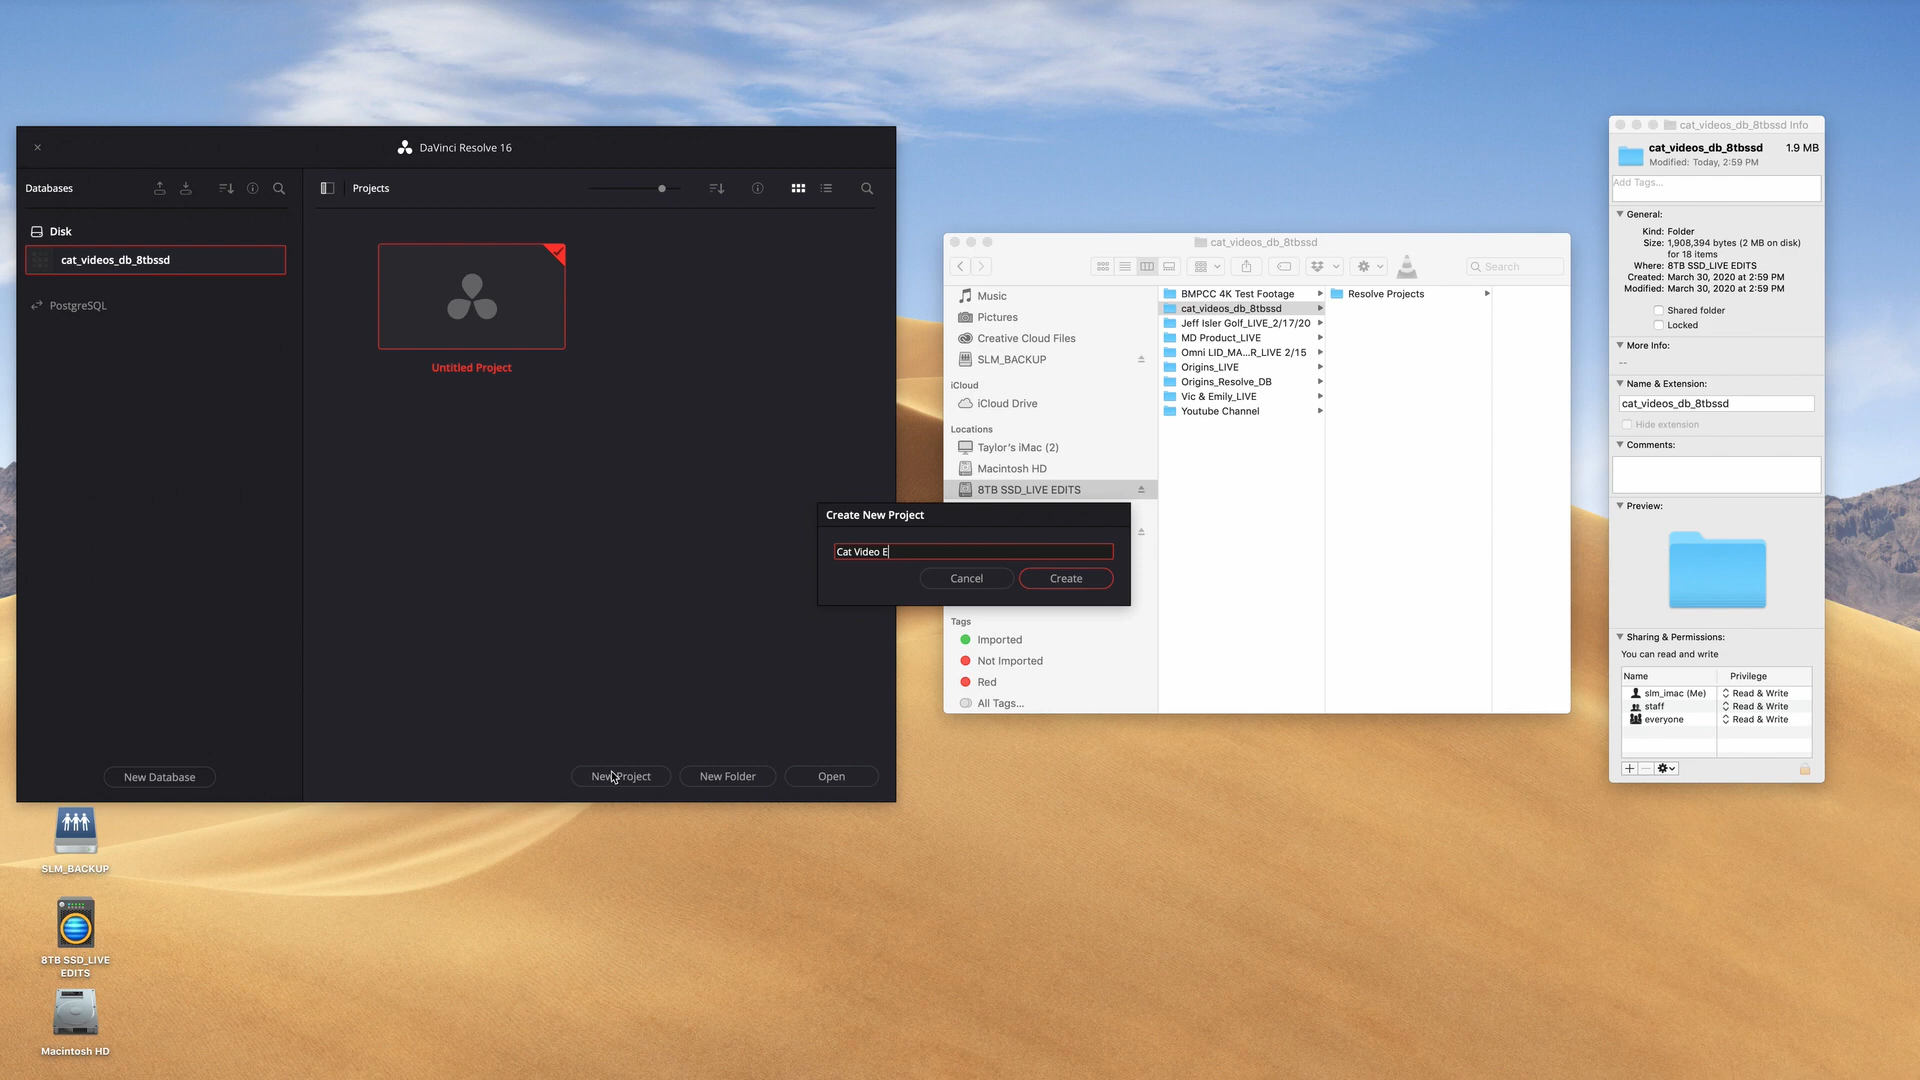 DaVinci Resolve 16
Databases
Projects
Disk
cat_videos_db_8tbssd
PostgreSQL
Untitled Project
New Database
New Project
New Folder
Open
Create New Project
Cat Video E
Cancel
Create
cat_videos_db_8tbssd
Search
Music
Pictures
Creative Cloud Files
SLM_BACKUP
iCloud
iCloud Drive
Locations
Taylor's iMac (2)
Macintosh HD
8TB SSD_LIVE EDITS
Tags
Imported
Not Imported
Red
All Tags...
BMPCC 4K Test Footage
cat_videos_db_8tbssd
Jeff Isler Golf_LIVE_2/17/20
MD Product_LIVE
Omni LID_MA...R_LIVE 2/15
Origins_LIVE
Origins_Resolve_DB
Vic & Emily_LIVE
Youtube Channel
Resolve Projects
cat_videos_db_8tbssd Info
cat_videos_db_8tbssd 1.9 MB
Modified: Today, 2:59 PM
Add Tags...
General:
Kind: Folder
Size: 1,908,394 bytes (2 MB on disk)
for 18 items
Where: 8TB SSD_LIVE EDITS
Created: March 30, 2020 at 2:59 PM
Modified: March 30, 2020 at 2:59 PM
Shared folder
Locked
More Info:
--
Name & Extension:
cat_videos_db_8tbssd
Hide extension
Comments:
Preview:
Sharing & Permissions:
You can read and write
Name Privilege
slm_imac (Me) Read & Write
staff Read & Write
everyone Read & Write
SLM_BACKUP
8TB SSD_LIVE
EDITS
Macintosh HD